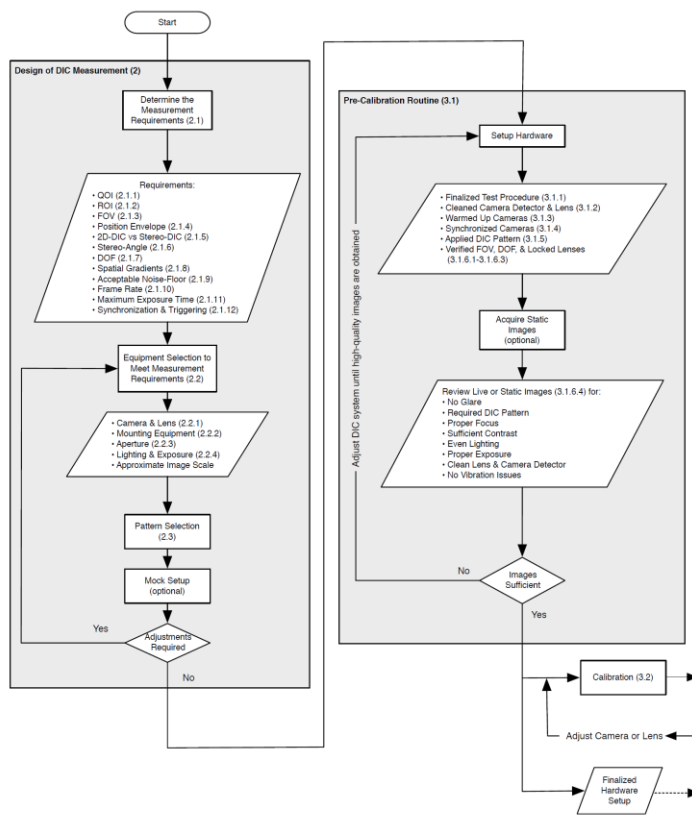 Start
Design of DIC Measurement (2)
Determine the
Measurement
Requirements (2.1)
Requirements:
• QOI (2.1.1)
• ROI (2.1.2)
• FOV (2.1.3)
• Position Envelope (2.1.4)
• 2D-DIC vs Stereo-DIC (2.1.5)
• Stereo-Angle (2.1.6)
• DOF (2.1.7)
• Spatial Gradients (2.1.8)
• Acceptable Noise-Floor (2.1.9)
• Frame Rate (2.1.10)
• Maximum Exposure Time (2.1.11)
• Synchronization & Triggering (2.1.12)
Equipment Selection to
Meet Measurement
Requirements (2.2)
• Camera & Lens (2.2.1)
• Mounting Equipment (2.2.2)
• Aperture (2.2.3)
• Lighting & Exposure (2.2.4)
• Approximate Image Scale
Pattern Selection
(2.3)
Mock Setup
(optional)
Yes
Adjustments
Required
No
Pre-Calibration Routine (3.1)
Setup Hardware
• Finalized Test Procedure (3.1.1)
• Cleaned Camera Detector & Lens (3.1.2)
• Warmed Up Cameras (3.1.3)
• Synchronized Cameras (3.1.4)
• Applied DIC Pattern (3.1.5)
• Verified FOV, DOF, & Locked Lenses
(3.1.6.1-3.1.6.3)
Adjust DIC system until high-quality images are obtained
Acquire Static
Images
(optional)
Review Live or Static Images (3.1.6.4) for:
• No Glare
• Required DIC Pattern
• Proper Focus
• Sufficient Contrast
• Even Lighting
• Proper Exposure
• Clean Lens & Camera Detector
• No Vibration Issues
No
Images
Sufficient
Yes
Calibration (3.2)
Adjust Camera or Lens
Finalized
Hardware
Setup